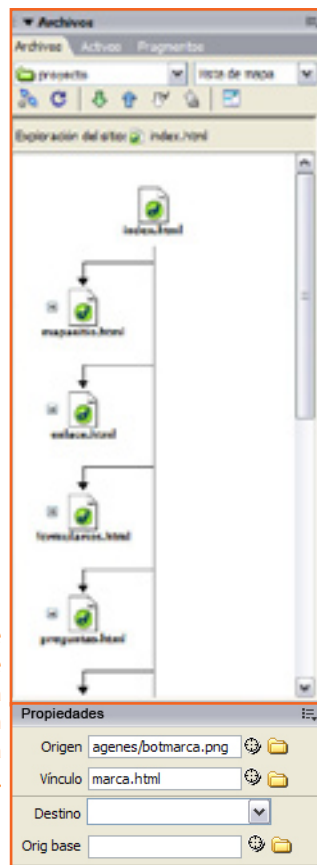 Archivos
Archivos Activos Fragmentos
proyecto Vista de mapa
Exploración del sitio: index.html
index.html
mapasitio.html
enlace.html
formularios.html
preguntas.html
Propiedades
Origen agenes/botmarca.png
Vínculo marca.html
Destino
Orig base